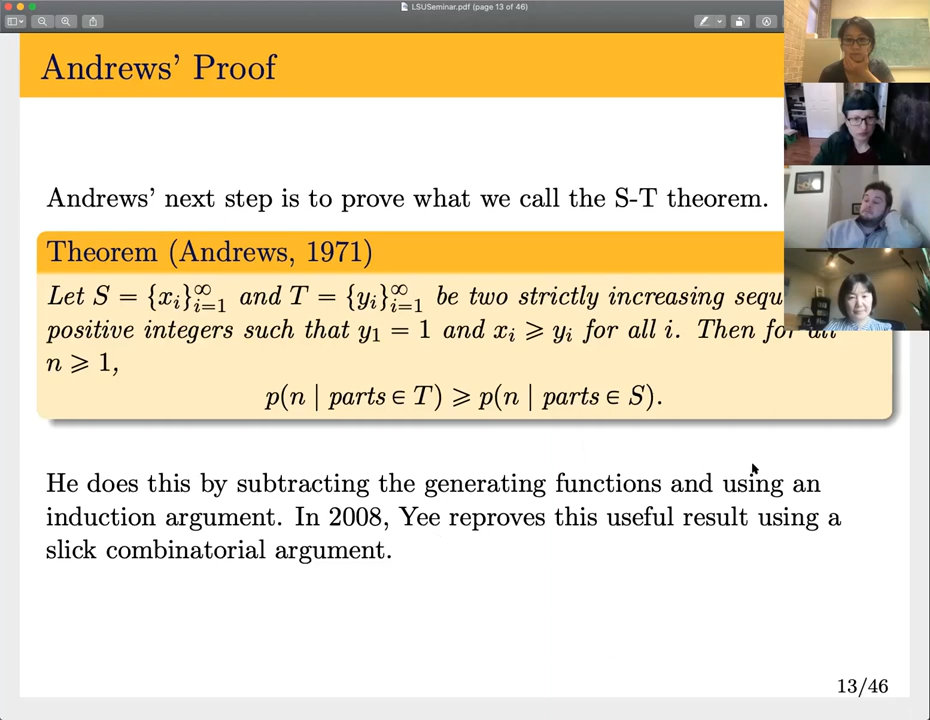 LSUSeminar.pdf (page 13 of 46)
Andrews' Proof
Andrews' next step is to prove what we call the S-T theorem.
Theorem (Andrews, 1971)
Let S = {x_i}_{i=1}^∞ and T = {y_i}_{i=1}^∞ be two strictly increasing sequ
positive integers such that y_1 = 1 and x_i ⩾ y_i for all i. Then for all
n ⩾ 1,
p(n | parts ∈ T) ⩾ p(n | parts ∈ S).
He does this by subtracting the generating functions and using an
induction argument. In 2008, Yee reproves this useful result using a
slick combinatorial argument.
13/46